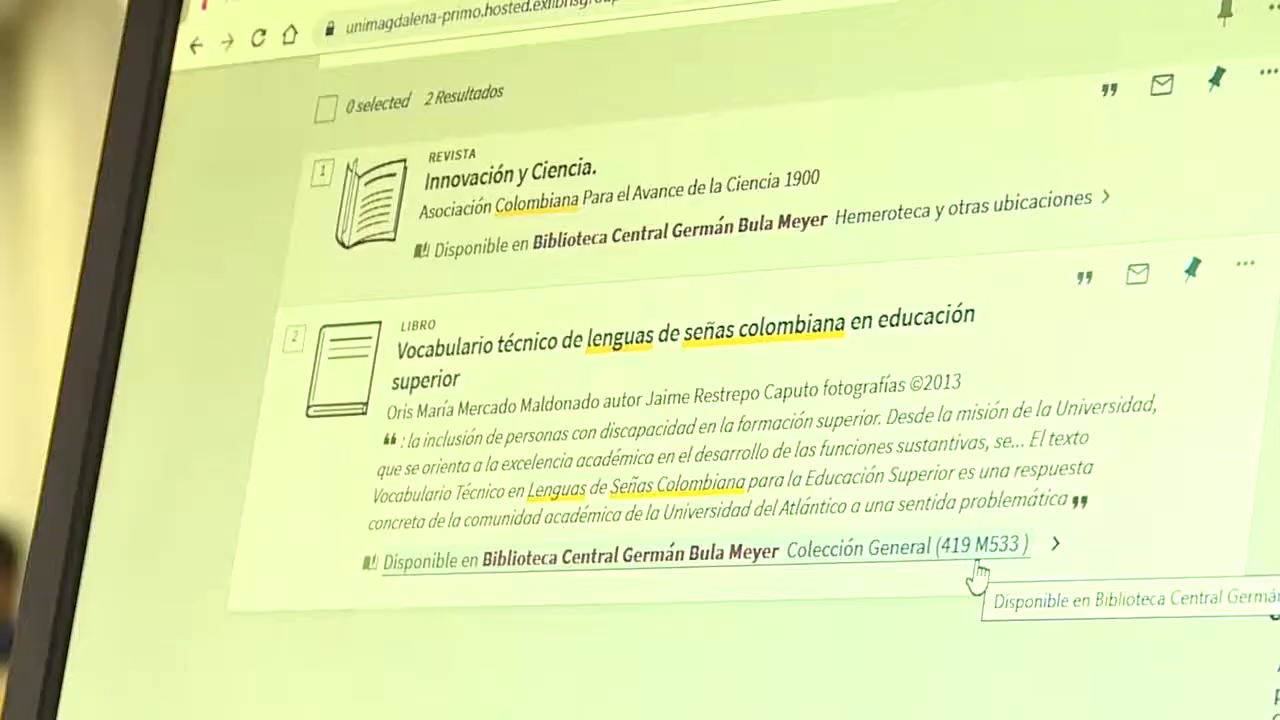 unimagdalena-primo.hosted.exlibrisgroup
0 selected 2 Resultados
1
REVISTA
Innovación y Ciencia.
Asociación Colombiana Para el Avance de la Ciencia 1900
Disponible en Biblioteca Central Germán Bula Meyer Hemeroteca y otras ubicaciones
2
LIBRO
Vocabulario técnico de lenguas de señas colombiana en educación
superior
Oris María Mercado Maldonado autor Jaime Restrepo Caputo fotografías ©2013
“ : la inclusión de personas con discapacidad en la formación superior. Desde la misión de la Universidad,
que se orienta a la excelencia académica en el desarrollo de las funciones sustantivas, se... El texto
Vocabulario Técnico en Lenguas de Señas Colombiana para la Educación Superior es una respuesta
concreta de la comunidad académica de la Universidad del Atlántico a una sentida problemática ”
Disponible en Biblioteca Central Germán Bula Meyer Colección General (419 M533 )
Disponible en Biblioteca Central Germá